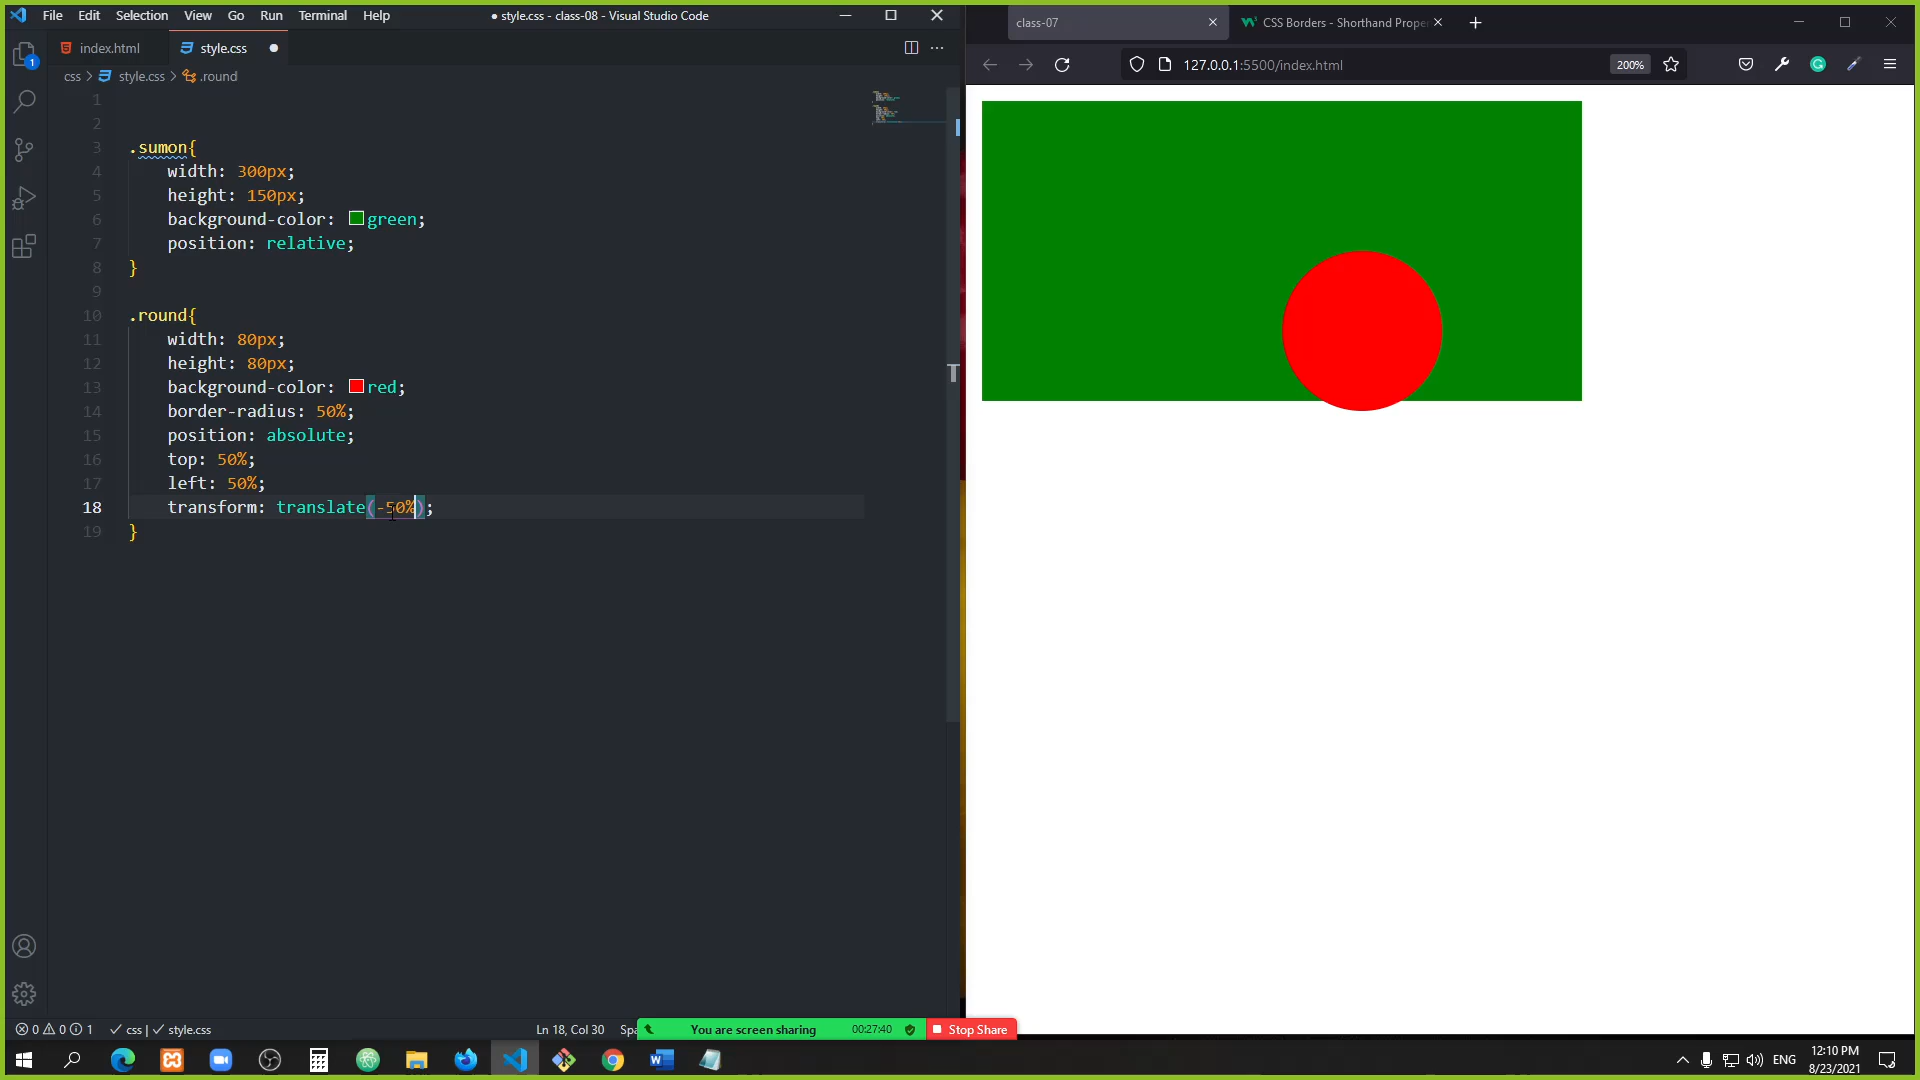 File Edit Selection View Go Run Terminal Help
● style.css - class-08 - Visual Studio Code
index.html
style.css
css > style.css > .round
1
2
3 .sumon{
4 width: 300px;
5 height: 150px;
6 background-color: green;
7 position: relative;
8 }
9
10 .round{
11 width: 80px;
12 height: 80px;
13 background-color: red;
14 border-radius: 50%;
15 position: absolute;
16 top: 50%;
17 left: 50%;
18 transform: translate(-50%);
19 }
1
0 0 1 css | style.css
Ln 18, Col 30
Spa
You are screen sharing 00:27:40 Stop Share
class-07
CSS Borders - Shorthand Prope
127.0.0.1:5500/index.html
200%
ENG
12:10 PM
8/23/2021